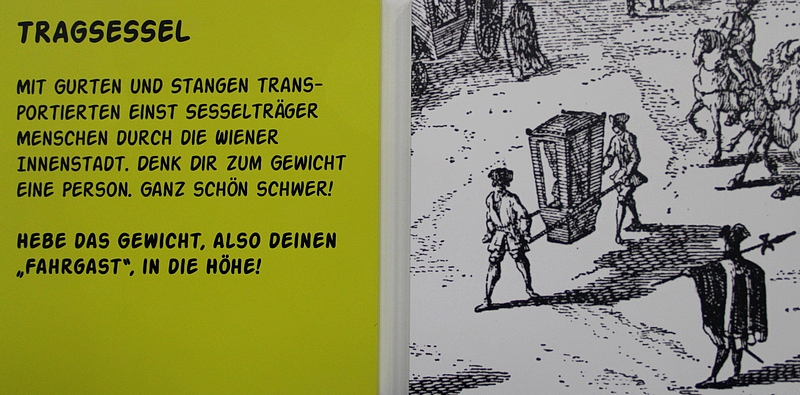 TRAGSESSEL
MIT GURTEN UND STANGEN TRANS-
PORTIERTEN EINST SESSELTRÄGER
MENSCHEN DURCH DIE WIENER
INNENSTADT. DENK DIR ZUM GEWICHT
EINE PERSON. GANZ SCHÖN SCHWER!
HEBE DAS GEWICHT, ALSO DEINEN
„FAHRGAST“, IN DIE HÖHE!